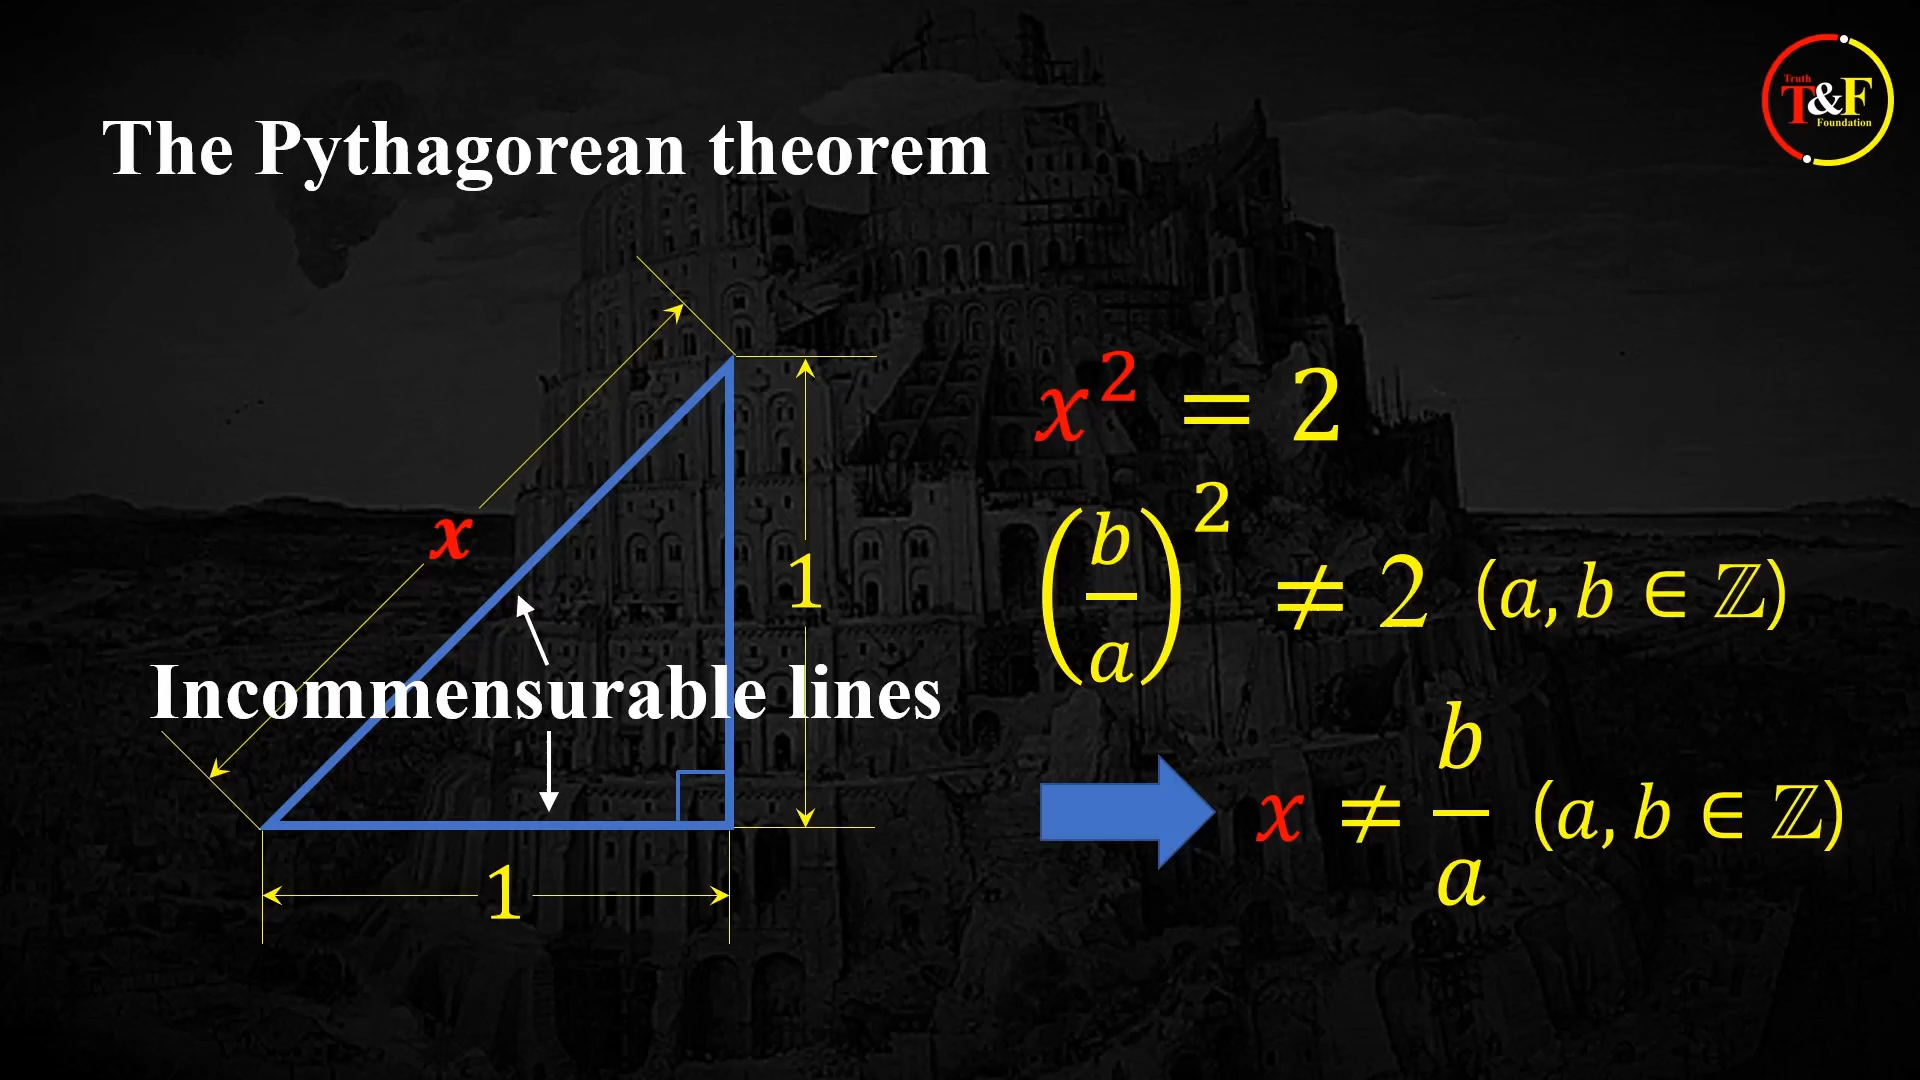 The Pythagorean theorem
Truth
T&F
Foundation
x² = 2
x
(b/a)² ≠ 2 (a, b ∈ ℤ)
1
Incommensurable lines
x ≠ b/a (a, b ∈ ℤ)
1